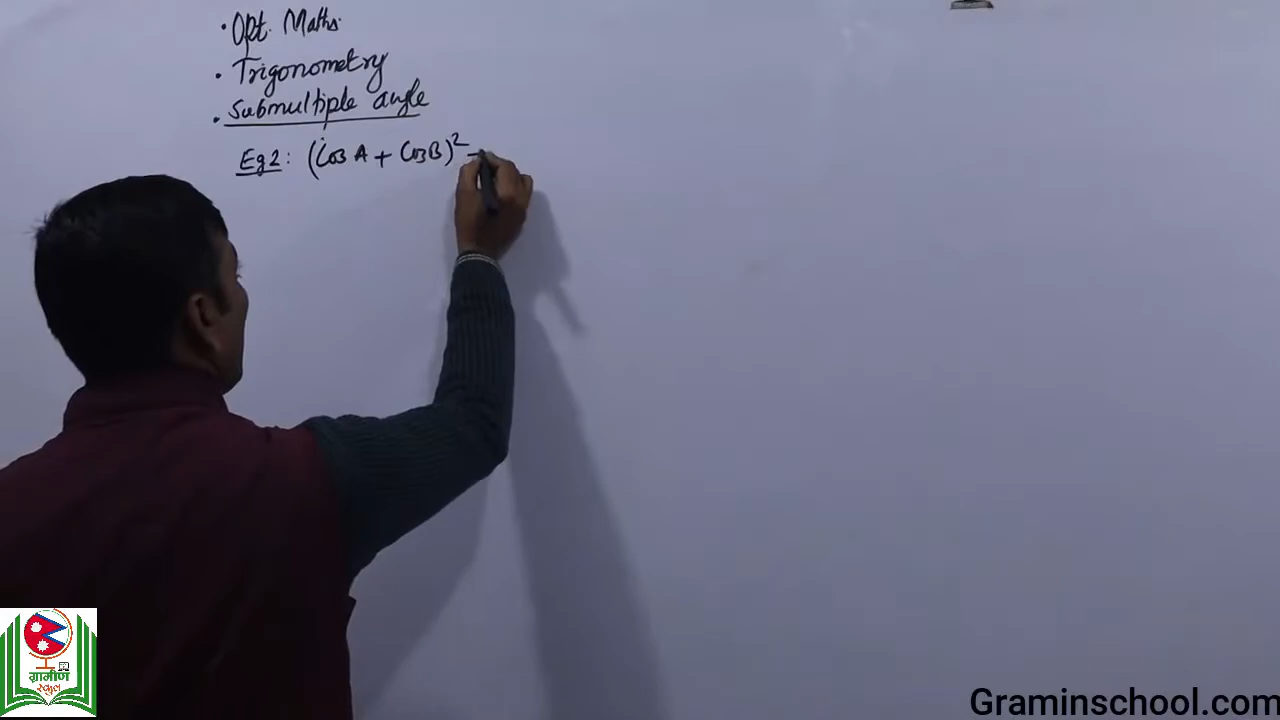 · Opt. Maths.
· Trigonometry
· Submultiple angle
Eg 2: (Cos A + Cos B)² -
ग्रामीण
स्कुल
Graminschool.com